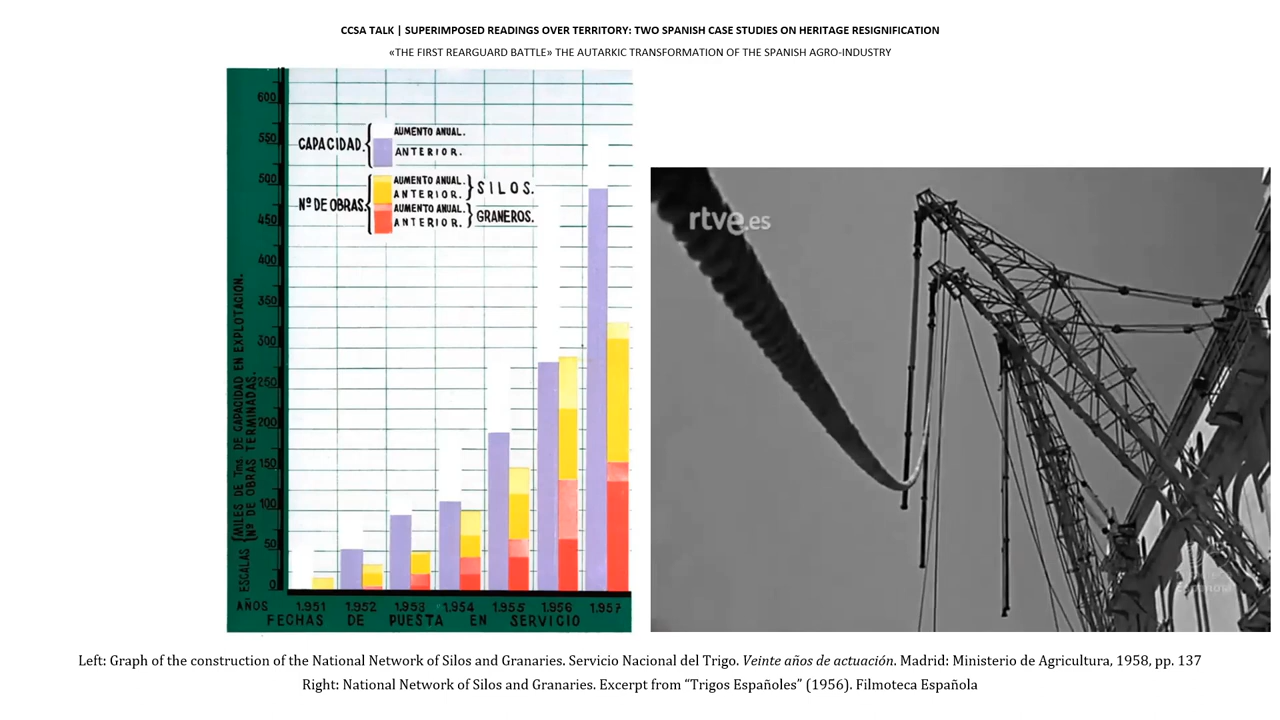 CCSA TALK | SUPERIMPOSED READINGS OVER TERRITORY: TWO SPANISH CASE STUDIES ON HERITAGE RESIGNIFICATION
«THE FIRST REARGUARD BATTLE» THE AUTARKIC TRANSFORMATION OF THE SPANISH AGRO-INDUSTRY
600
550
500
450
400
350
300
250
200
150
100
50
0
CAPACIDAD.
AUMENTO ANUAL.
ANTERIOR.
Nº DE OBRAS.
AUMENTO ANUAL.
ANTERIOR.
SILOS.
AUMENTO ANUAL.
ANTERIOR.
GRANEROS.
ESCALAS
MILES DE Tms DE CAPACIDAD EN EXPLOTACIÓN.
Nº DE OBRAS TERMINADAS.
AÑOS 1.951 1.952 1.953 1.954 1.955 1.956 1.957
FECHAS DE PUESTA EN SERVICIO
rtve.es
Left: Graph of the construction of the National Network of Silos and Granaries. Servicio Nacional del Trigo. Veinte años de actuación. Madrid: Ministerio de Agricultura, 1958, pp. 137
Right: National Network of Silos and Granaries. Excerpt from “Trigos Españoles” (1956). Filmoteca Española